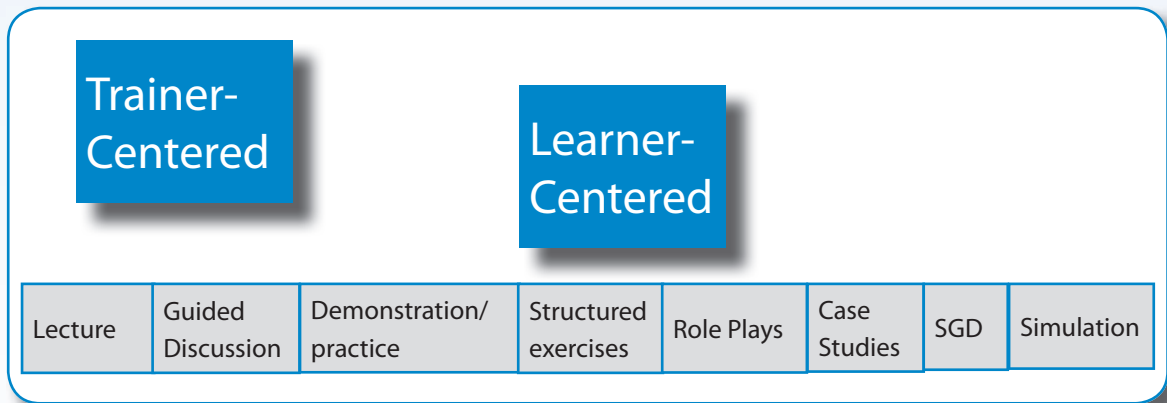 Trainer-
Centered
Learner-
Centered
Lecture
Guided
Discussion
Demonstration/
practice
Structured
exercises
Role Plays
Case
Studies
SGD
Simulation